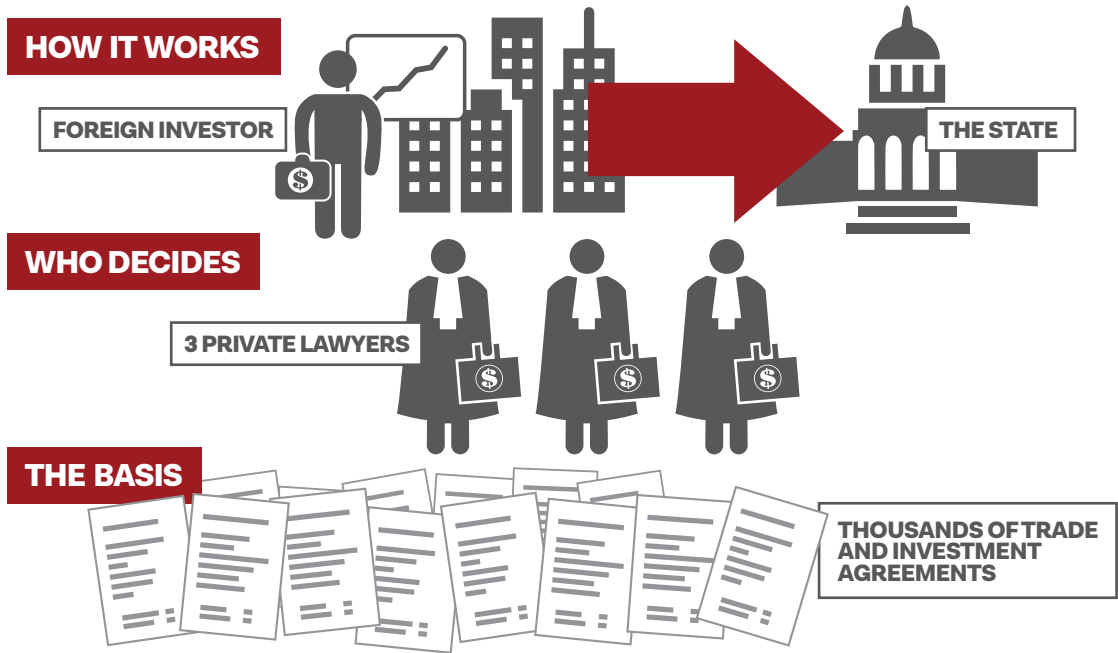 HOW IT WORKS
FOREIGN INVESTOR
$
THE STATE
WHO DECIDES
3 PRIVATE LAWYERS
$
$
$
THE BASIS
THOUSANDS OF TRADE
AND INVESTMENT
AGREEMENTS